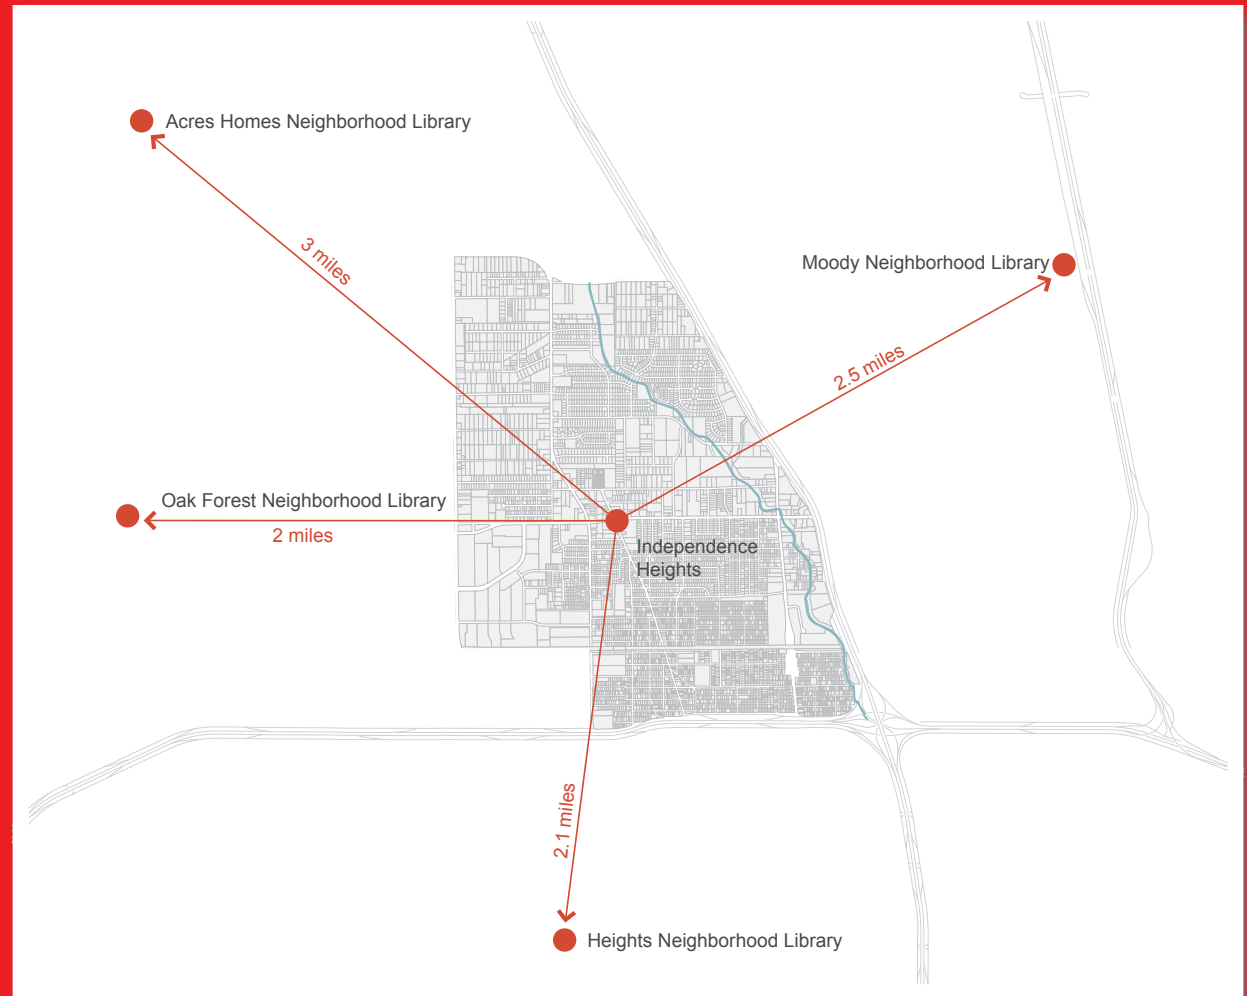 Acres Homes Neighborhood Library
3 miles
Moody Neighborhood Library
2.5 miles
Oak Forest Neighborhood Library
2 miles
Independence
Heights
2.1 miles
Heights Neighborhood Library